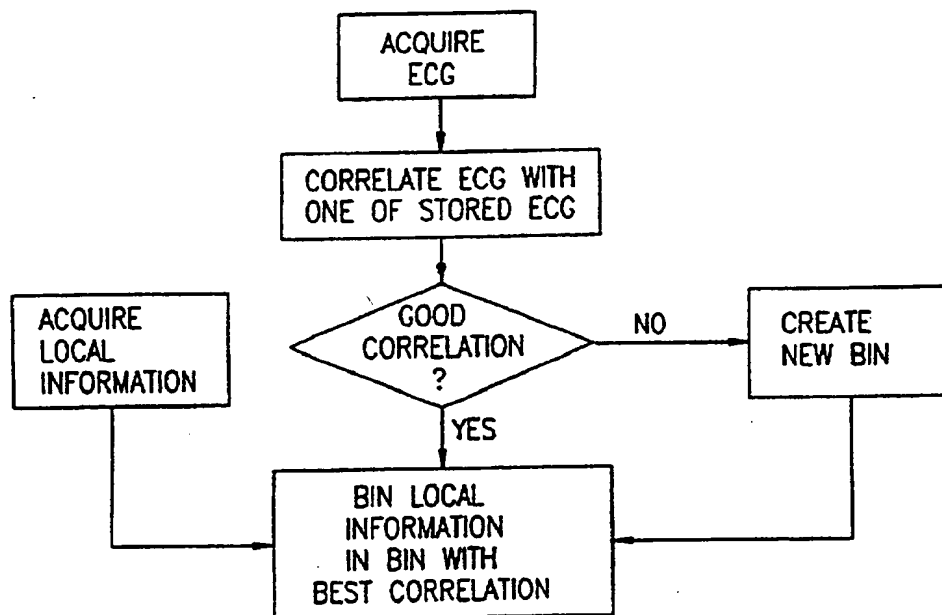 ACQUIRE
ECG
CORRELATE ECG WITH
ONE OF STORED ECG
ACQUIRE
LOCAL
INFORMATION
GOOD
CORRELATION
?
NO
CREATE
NEW BIN
YES
BIN LOCAL
INFORMATION
IN BIN WITH
BEST CORRELATION